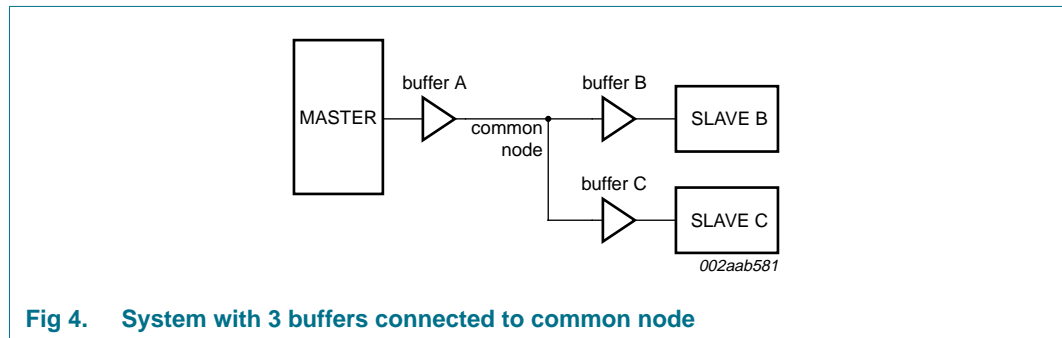 MASTER
buffer A
common
node
buffer B
SLAVE B
buffer C
SLAVE C
002aab581
Fig 4. System with 3 buffers connected to common node